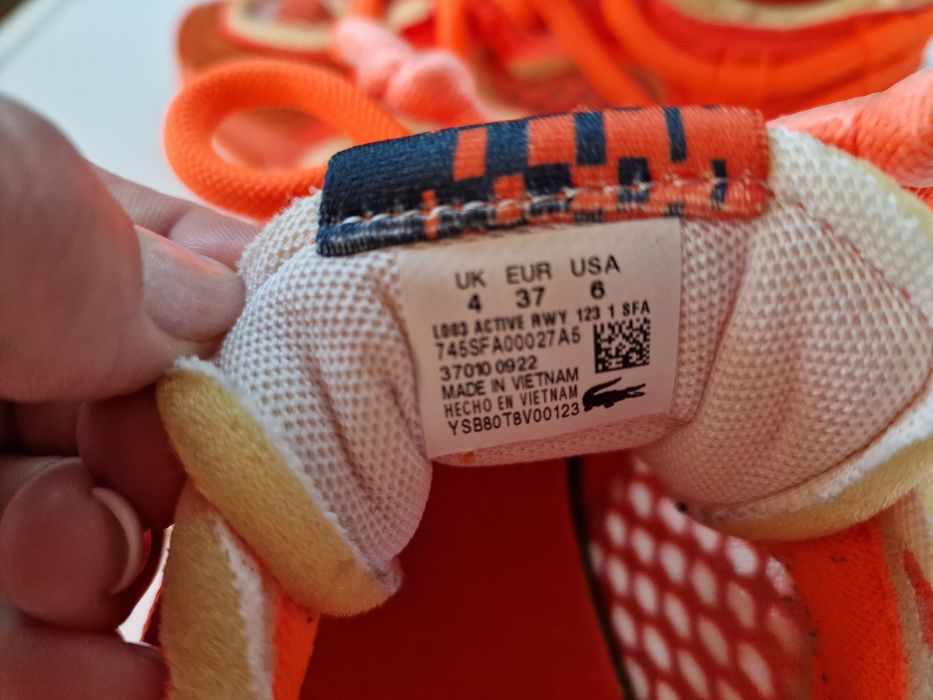 UK EUR USA
4 37 6
L003 ACTIVE RWY 123 1 SFA
745SFA00027A5
37010 0922
MADE IN VIETNAM
HECHO EN VIETNAM
YSB80T8V00123